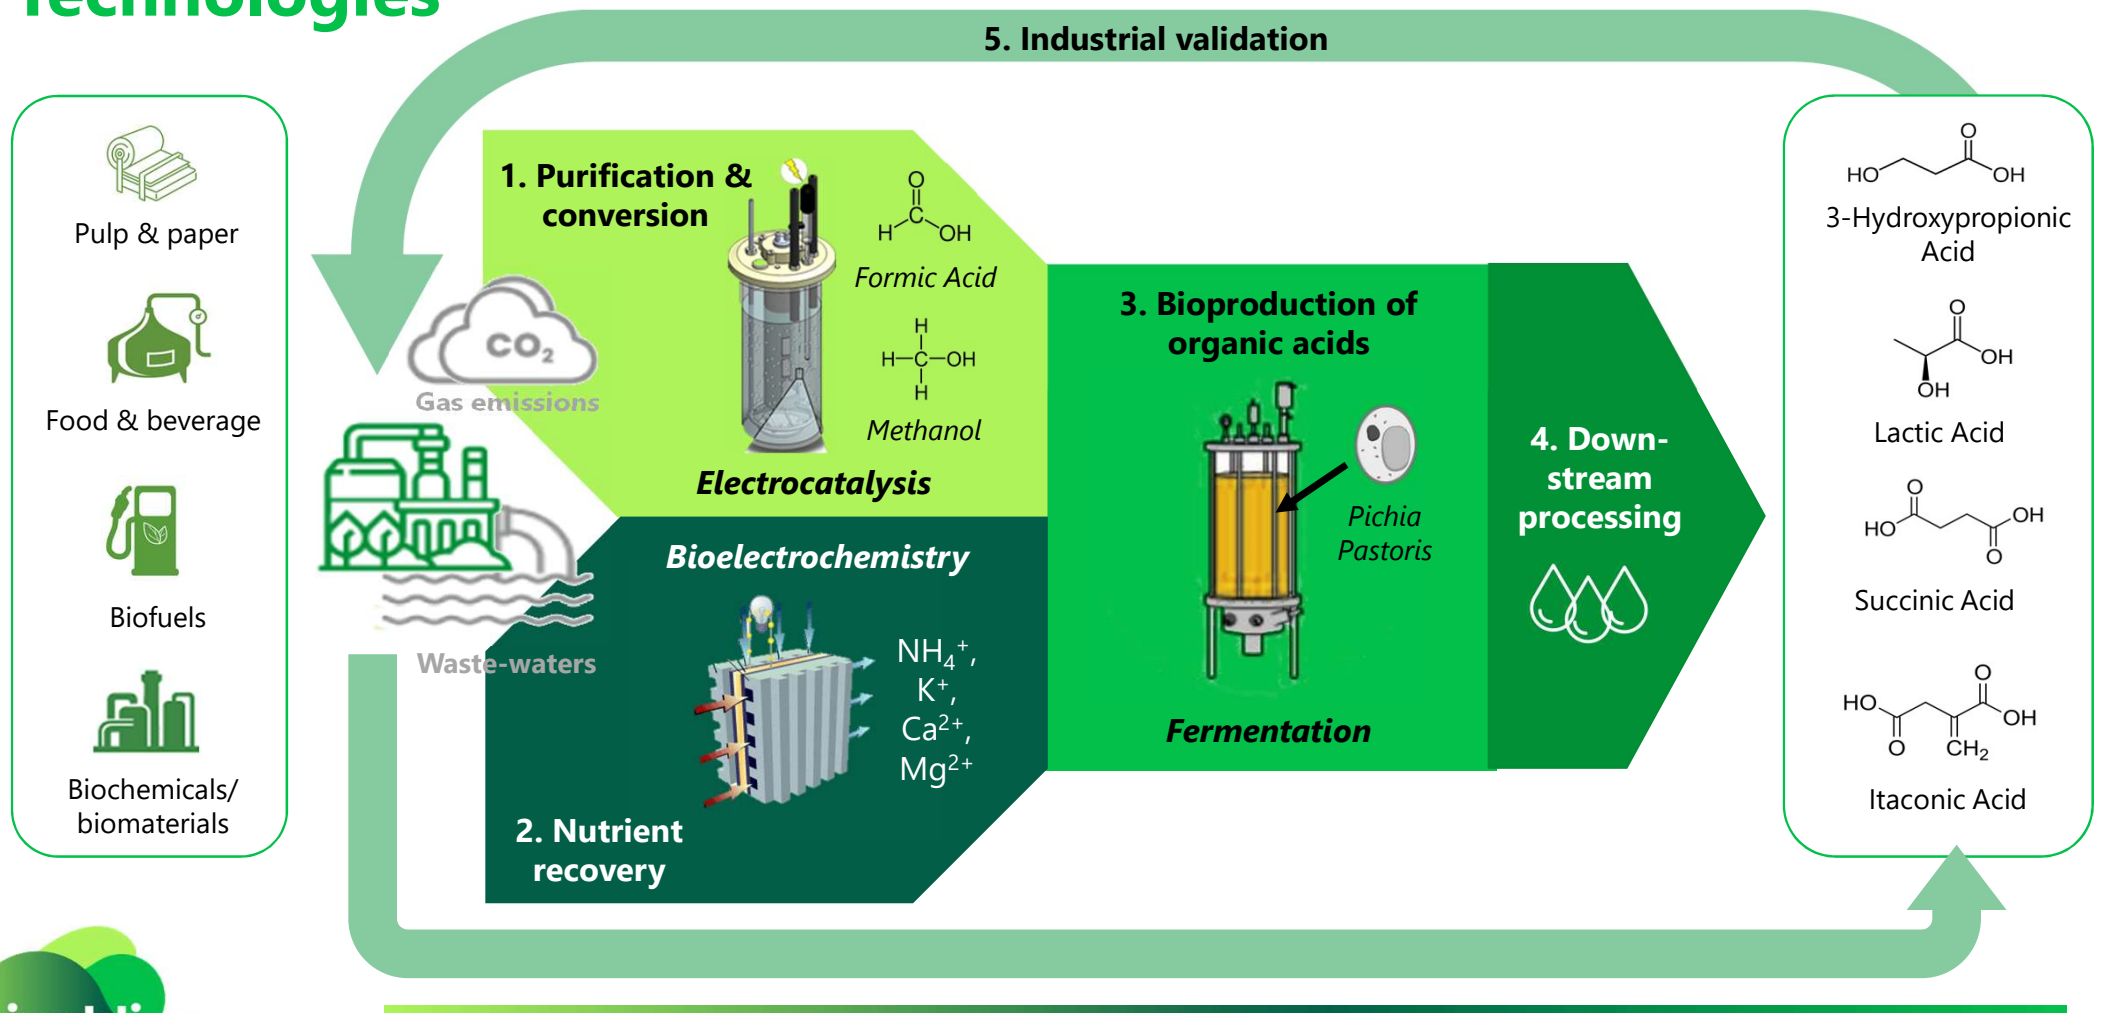 Technologies
5. Industrial validation
Pulp & paper
Food & beverage
Biofuels
Biochemicals/
biomaterials
CO₂
Gas emissions
Waste-waters
1. Purification &
conversion
O
C
H
OH
Formic Acid
H
H-C-OH
H
Methanol
Electrocatalysis
Bioelectrochemistry
NH₄⁺,
K⁺,
Ca²⁺,
Mg²⁺
2. Nutrient
recovery
3. Bioproduction of
organic acids
Pichia
Pastoris
Fermentation
4. Down-
stream
processing
O
HO
OH
3-Hydroxypropionic
Acid
O
OH
OH
Lactic Acid
O
HO
OH
O
Succinic Acid
O
HO
OH
O
CH₂
Itaconic Acid